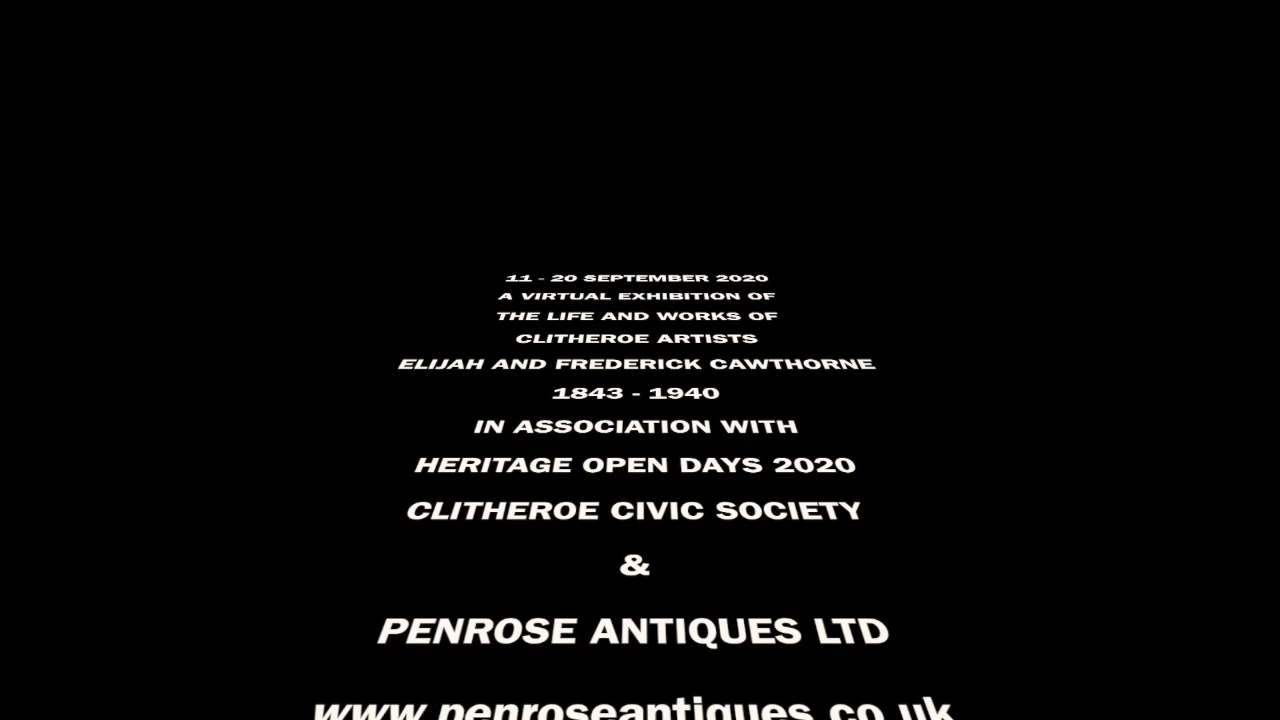 11 - 20 SEPTEMBER 2020
A VIRTUAL EXHIBITION OF
THE LIFE AND WORKS OF
CLITHEROE ARTISTS
ELIJAH AND FREDERICK CAWTHORNE
1843 - 1940
IN ASSOCIATION WITH
HERITAGE OPEN DAYS 2020
CLITHEROE CIVIC SOCIETY
&
PENROSE ANTIQUES LTD
www.penroseantiques.co.uk